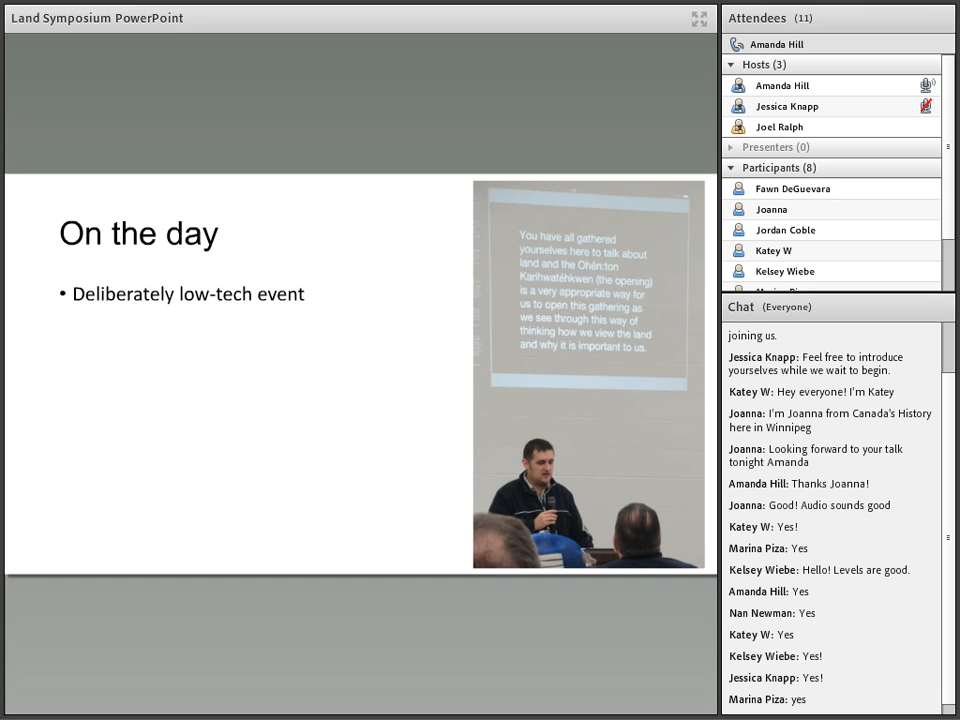 Land Symposium PowerPoint
On the day
• Deliberately low-tech event
You have all gathered
yourselves here to talk about
land and the Ohén:ton
Karihwatéhkwen (the opening)
is a very appropriate way for
us to open this gathering as
we see through this way of
thinking how we view the land
and why it is important to us.
Attendees (11)
Amanda Hill
Hosts (3)
Amanda Hill
Jessica Knapp
Joel Ralph
Presenters (0)
Participants (8)
Fawn DeGuevara
Joanna
Jordan Coble
Katey W
Kelsey Wiebe
Chat (Everyone)
joining us.
Jessica Knapp: Feel free to introduce
yourselves while we wait to begin.
Katey W: Hey everyone! I'm Katey
Joanna: I'm Joanna from Canada's History
here in Winnipeg
Joanna: Looking forward to your talk
tonight Amanda
Amanda Hill: Thanks Joanna!
Joanna: Good! Audio sounds good
Katey W: Yes!
Marina Piza: Yes
Kelsey Wiebe: Hello! Levels are good.
Amanda Hill: Yes
Nan Newman: Yes
Katey W: Yes
Kelsey Wiebe: Yes!
Jessica Knapp: Yes!
Marina Piza: yes